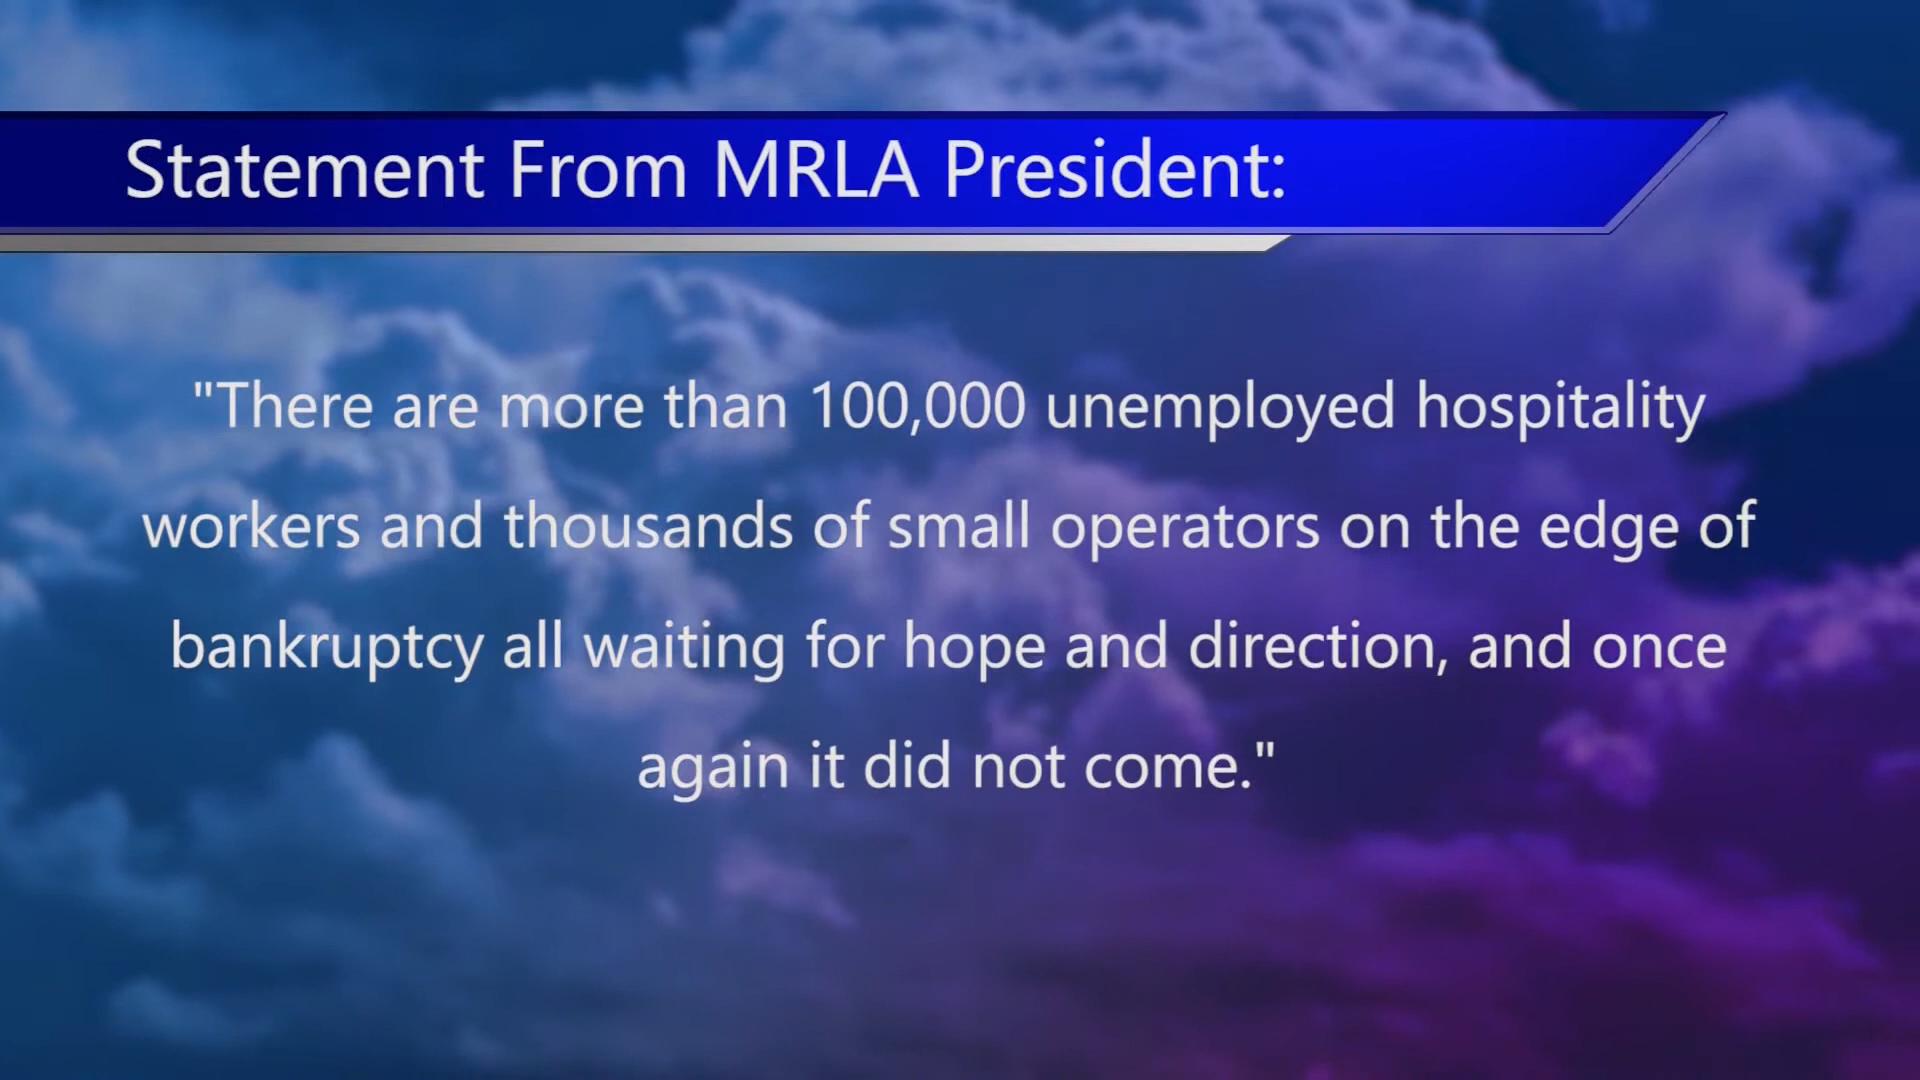 Statement From MRLA President:
"There are more than 100,000 unemployed hospitality
workers and thousands of small operators on the edge of
bankruptcy all waiting for hope and direction, and once
again it did not come."